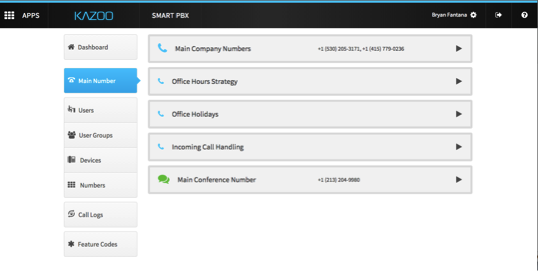 APPS
KAZOO
SMART PBX
Bryan Fantana
Dashboard
Main Number
Users
User Groups
Devices
Numbers
Call Logs
Feature Codes
Main Company Numbers +1 (530) 205-3171, +1 (415) 779-0236
Office Hours Strategy
Office Holidays
Incoming Call Handling
Main Conference Number +1 (213) 204-9980